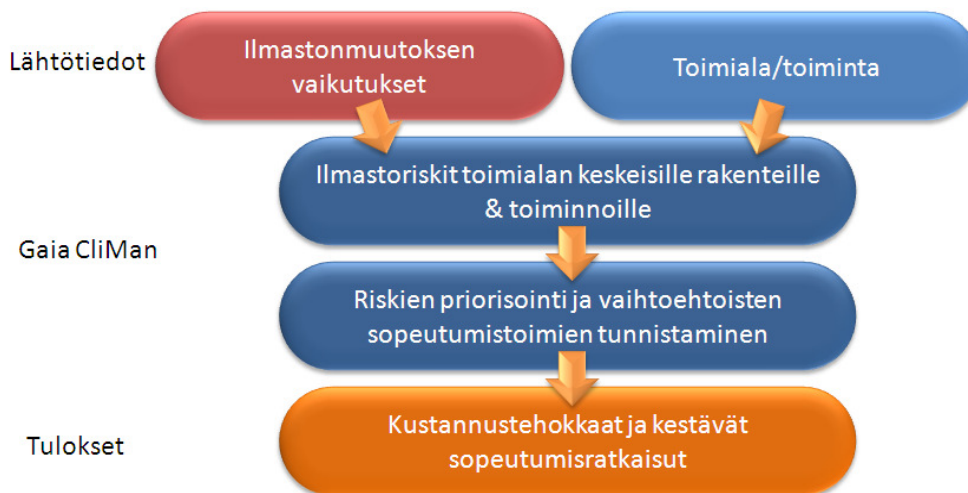 Lähtötiedot
Ilmastonmuutoksen
vaikutukset
Toimiala/toiminta
Gaia CliMan
Ilmastoriskit toimialan keskeisille rakenteille
& toiminnoille
Riskien priorisointi ja vaihtoehtoisten
sopeutumistoimien tunnistaminen
Tulokset
Kustannustehokkaat ja kestävät
sopeutumisratkaisut